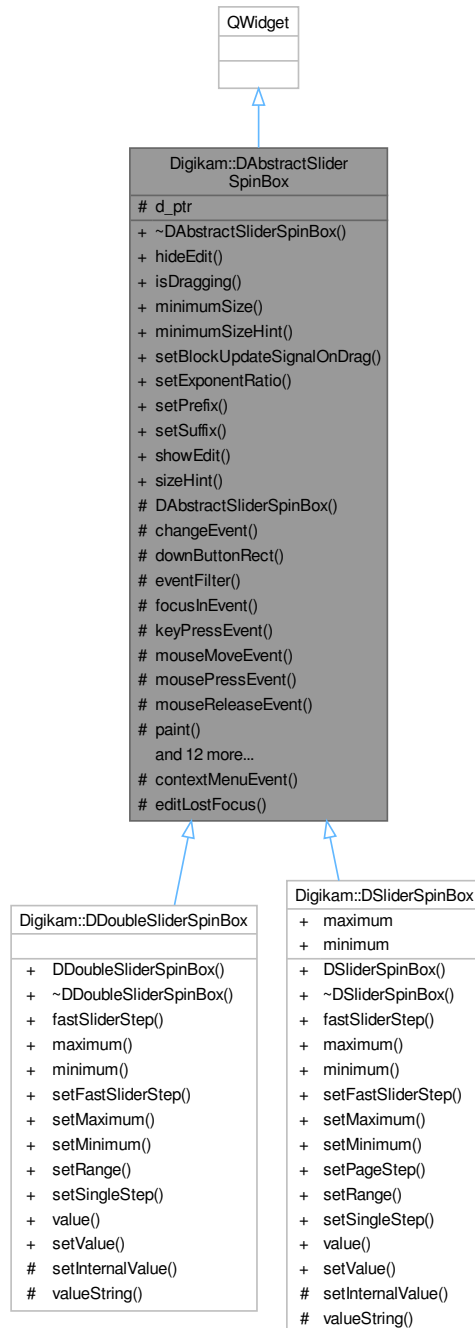 QWidget
Digikam::DAbstractSlider
SpinBox
# d_ptr
+ ~DAbstractSliderSpinBox()
+ hideEdit()
+ isDragging()
+ minimumSize()
+ minimumSizeHint()
+ setBlockUpdateSignalOnDrag()
+ setExponentRatio()
+ setPrefix()
+ setSuffix()
+ showEdit()
+ sizeHint()
# DAbstractSliderSpinBox()
# changeEvent()
# downButtonRect()
# eventFilter()
# focusInEvent()
# keyPressEvent()
# mouseMoveEvent()
# mousePressEvent()
# mouseReleaseEvent()
# paint()
and 12 more...
# contextMenuEvent()
# editLostFocus()
Digikam::DDoubleSliderSpinBox
+ DDoubleSliderSpinBox()
+ ~DDoubleSliderSpinBox()
+ fastSliderStep()
+ maximum()
+ minimum()
+ setFastSliderStep()
+ setMaximum()
+ setMinimum()
+ setRange()
+ setSingleStep()
+ value()
+ setValue()
# setInternalValue()
# valueString()
Digikam::DSliderSpinBox
+ maximum
+ minimum
+ DSliderSpinBox()
+ ~DSliderSpinBox()
+ fastSliderStep()
+ maximum()
+ minimum()
+ setFastSliderStep()
+ setMaximum()
+ setMinimum()
+ setPageStep()
+ setRange()
+ setSingleStep()
+ value()
+ setValue()
# setInternalValue()
# valueString()